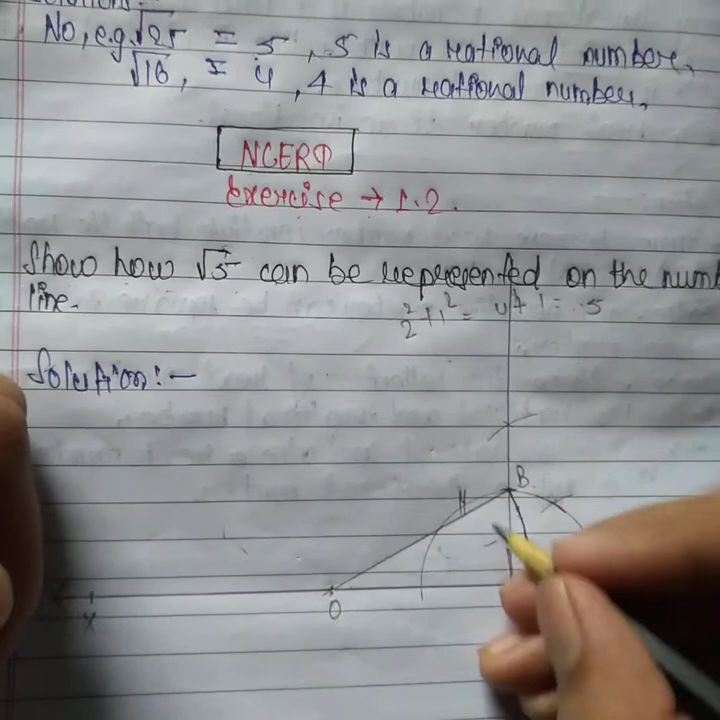 No, e.g. √25 = 5, 5 is a rational number.
√16, = 4, 4 is a rational number.
NCERT
Exercise → 1.2.
Show how √5 can be represented on the num
line.
2² + 1² = 4 + 1 = 5
Solution:-
B
X
O